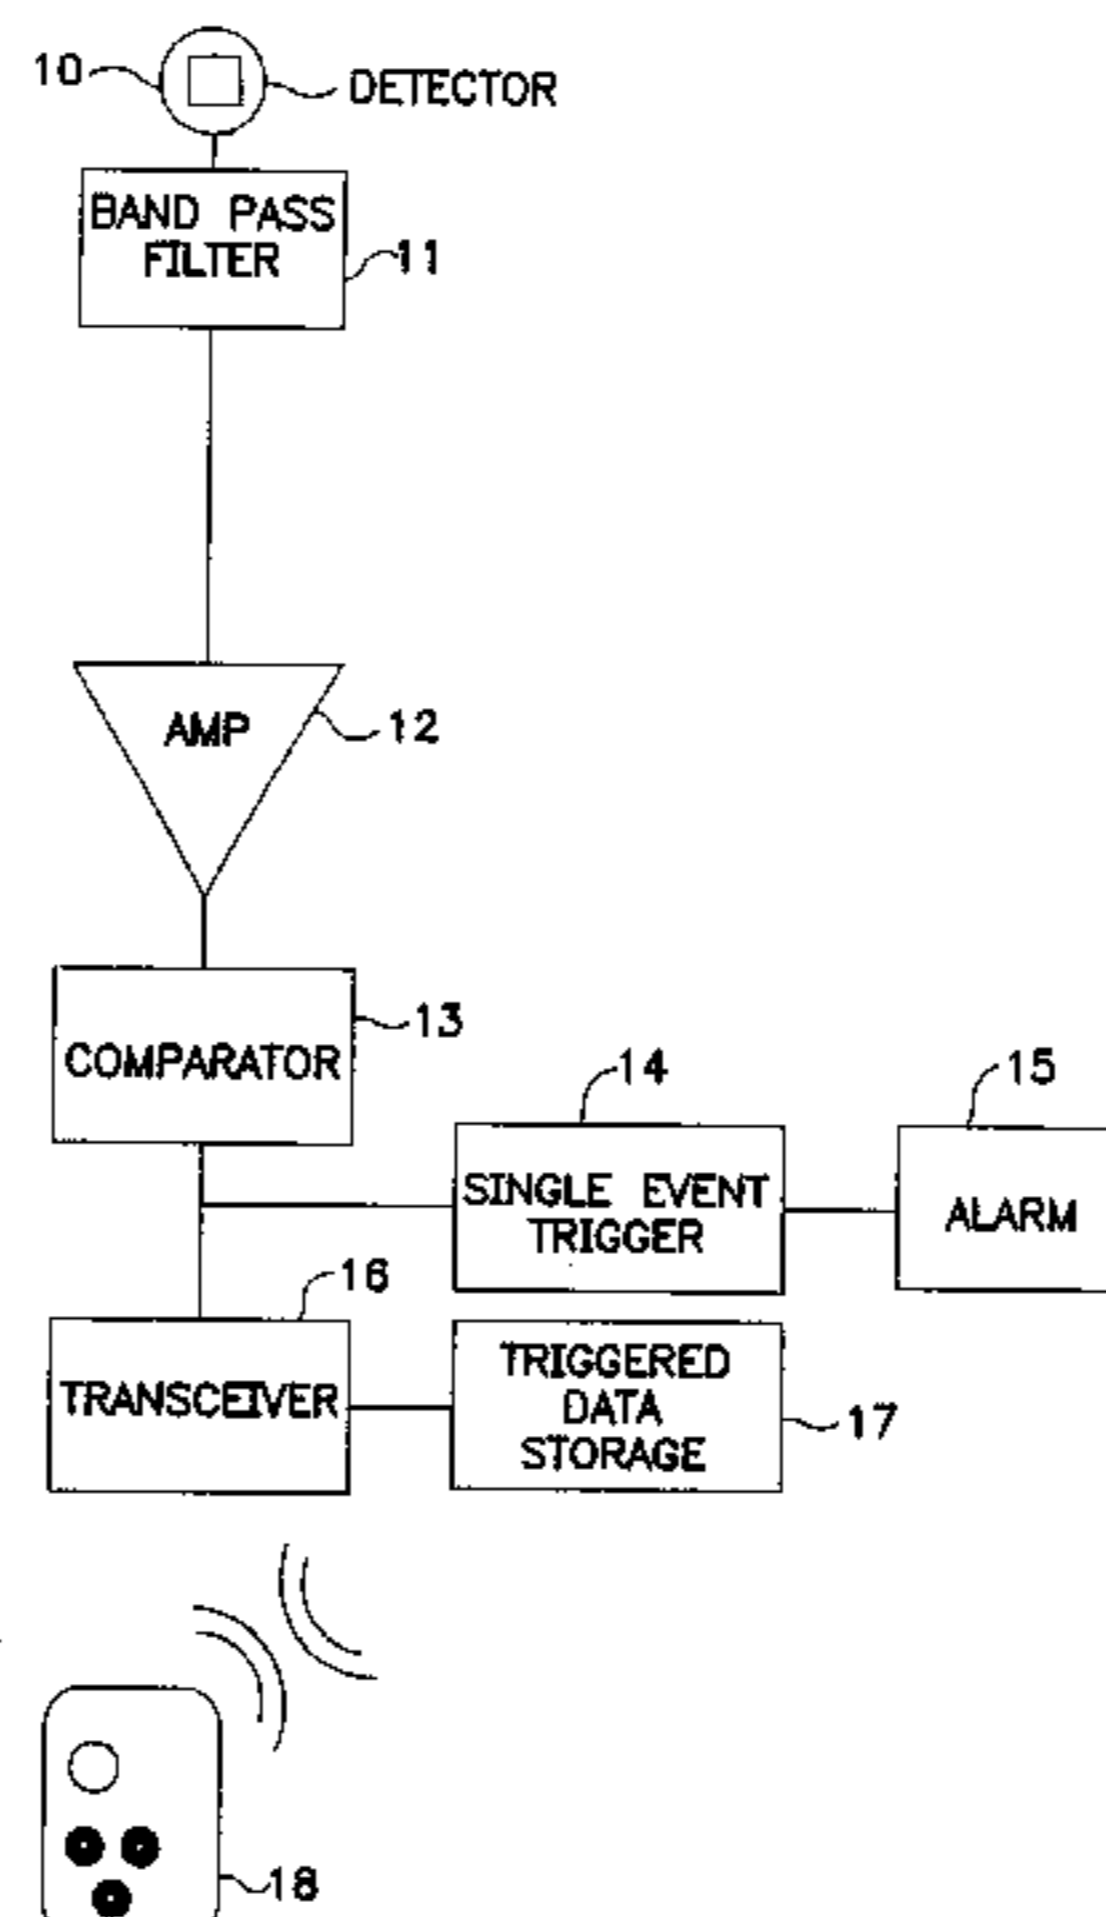 10
DETECTOR
BAND PASS
FILTER
11
AMP
12
13
COMPARATOR
14
15
SINGLE EVENT
TRIGGER
ALARM
16
TRANSCEIVER
TRIGGERED
DATA
STORAGE
17
18